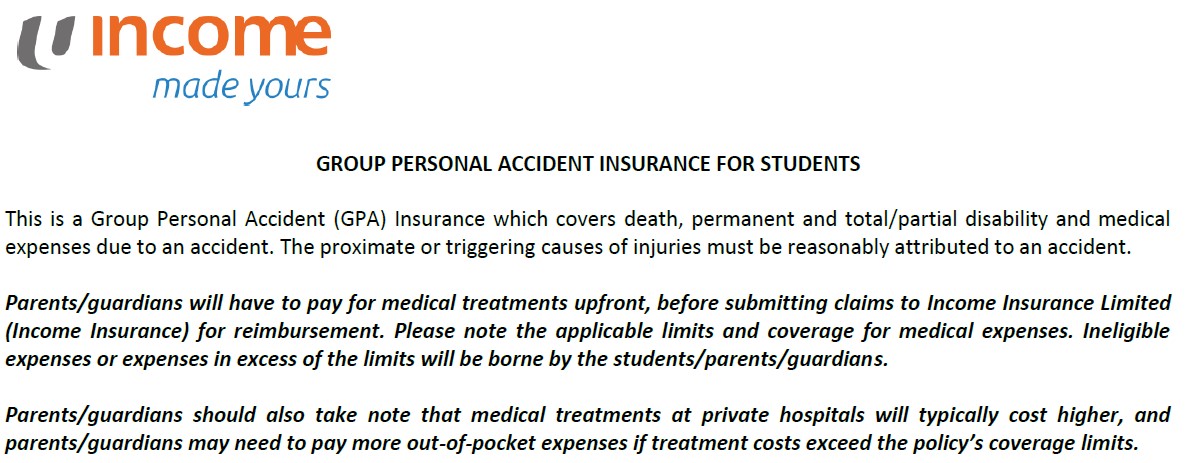 income
made yours
GROUP PERSONAL ACCIDENT INSURANCE FOR STUDENTS
This is a Group Personal Accident (GPA) Insurance which covers death, permanent and total/partial disability and medical
expenses due to an accident. The proximate or triggering causes of injuries must be reasonably attributed to an accident.
Parents/guardians will have to pay for medical treatments upfront, before submitting claims to Income Insurance Limited
(Income Insurance) for reimbursement. Please note the applicable limits and coverage for medical expenses. Ineligible
expenses or expenses in excess of the limits will be borne by the students/parents/guardians.
Parents/guardians should also take note that medical treatments at private hospitals will typically cost higher, and
parents/guardians may need to pay more out-of-pocket expenses if treatment costs exceed the policy’s coverage limits.